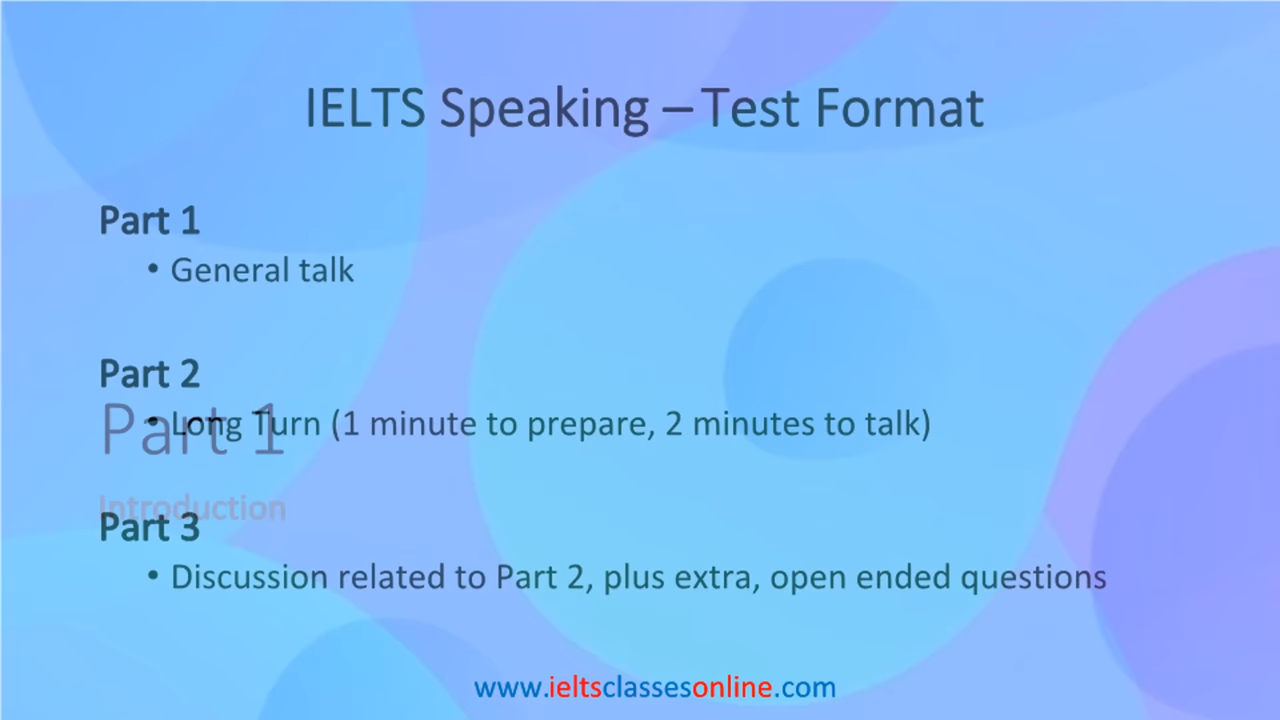 IELTS Speaking – Test Format
Part 1
• General talk
Part 2
• Long Turn (1 minute to prepare, 2 minutes to talk)
Part 1
Introduction
Part 3
• Discussion related to Part 2, plus extra, open ended questions
www.ieltsclassesonline.com